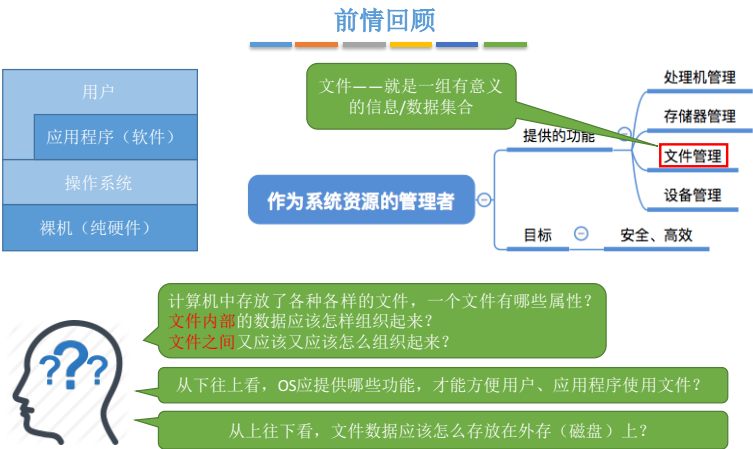 前情回顾
用户
应用程序（软件）
操作系统
裸机（纯硬件）
文件——就是一组有意义
的信息/数据集合
作为系统资源的管理者
提供的功能
处理机管理
存储器管理
文件管理
设备管理
目标
安全、高效
计算机中存放了各种各样的文件，一个文件有哪些属性？
文件内部的数据应该怎样组织起来？
文件之间又应该又应该怎么组织起来？
???
从下往上看，OS应提供哪些功能，才能方便用户、应用程序使用文件？
从上往下看，文件数据应该怎么存放在外存（磁盘）上？